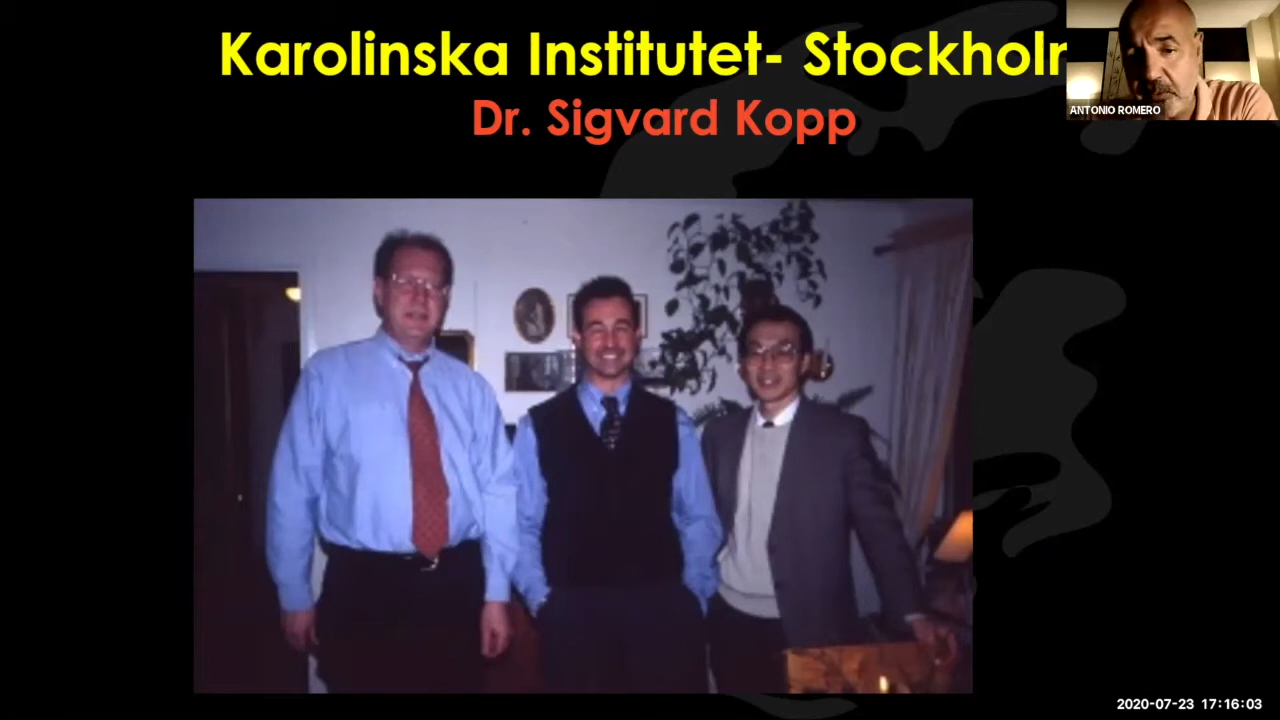 Karolinska Institutet- Stockholr
Dr. Sigvard Kopp
ANTONIO ROMERO
2020-07-23 17:16:03